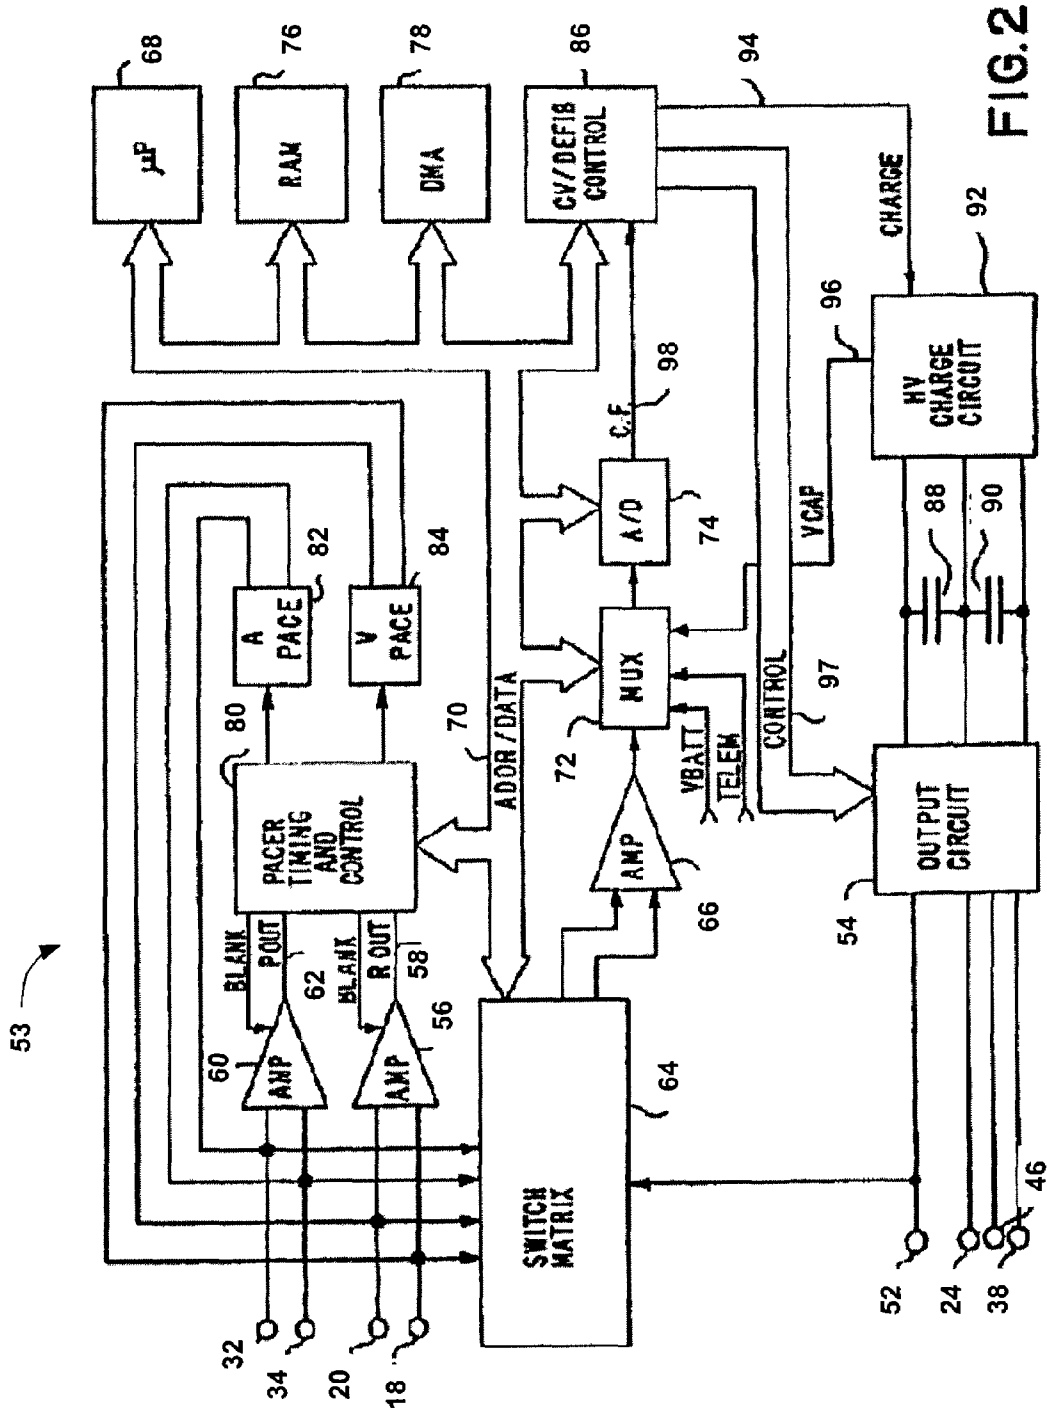 53
32
34
20
18
60
AMP
BLANK
POUT
62
AMP
56
BLANK
R OUT
58
80
PACER
TIMING
AND
CONTROL
A
PACE
82
V
PACE
84
68
μP
76
RAM
78
DMA
86
CV/DEFIB
CONTROL
70
ADDR/DATA
SWITCH
MATRIX
64
AMP
66
72
MUX
VBATT
TELEM
A/D
74
C.F.
98
CONTROL
97
VCAP
96
94
CHARGE
92
HV
CHARGE
CIRCUIT
88
90
OUTPUT
CIRCUIT
54
52
24
38
46
FIG.2